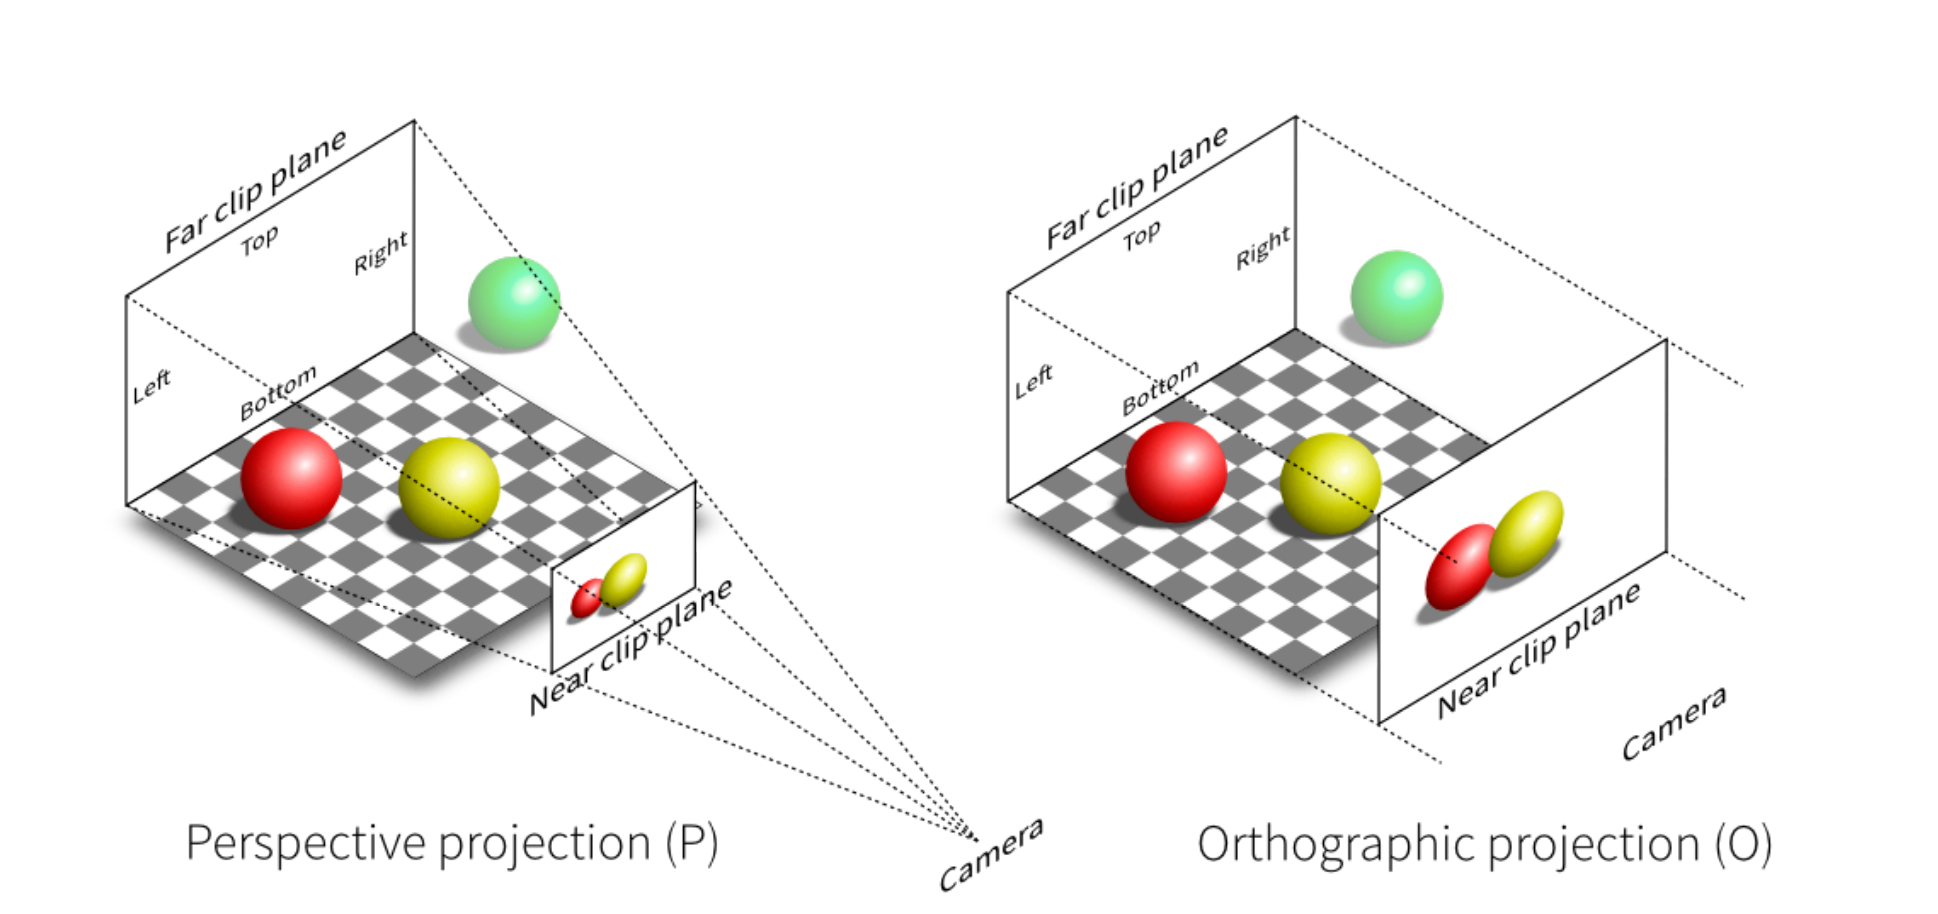 Far clip plane
Top
Right
Left
Bottom
Near clip plane
Camera
Perspective projection (P)
Far clip plane
Top
Right
Left
Bottom
Near clip plane
Camera
Orthographic projection (O)